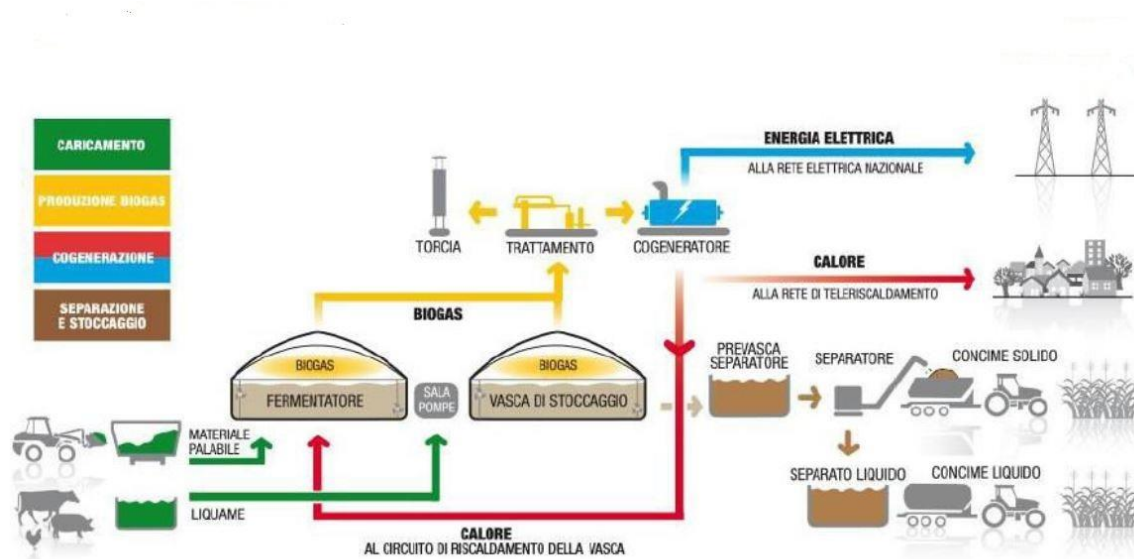 CARICAMENTO
PRODUZIONE BIOGAS
COGENERAZIONE
SEPARAZIONE
E STOCCAGGIO
ENERGIA ELETTRICA
ALLA RETE ELETTRICA NAZIONALE
TORCIA
TRATTAMENTO
COGENERATORE
CALORE
ALLA RETE DI TELERISCALDAMENTO
BIOGAS
BIOGAS
FERMENTATORE
SALA
POMPE
BIOGAS
VASCA DI STOCCAGGIO
PREVASCA
SEPARATORE
SEPARATORE
CONCIME SOLIDO
MATERIALE
PALABILE
LIQUAME
SEPARATO LIQUIDO
CONCIME LIQUIDO
CALORE
AL CIRCUITO DI RISCALDAMENTO DELLA VASCA